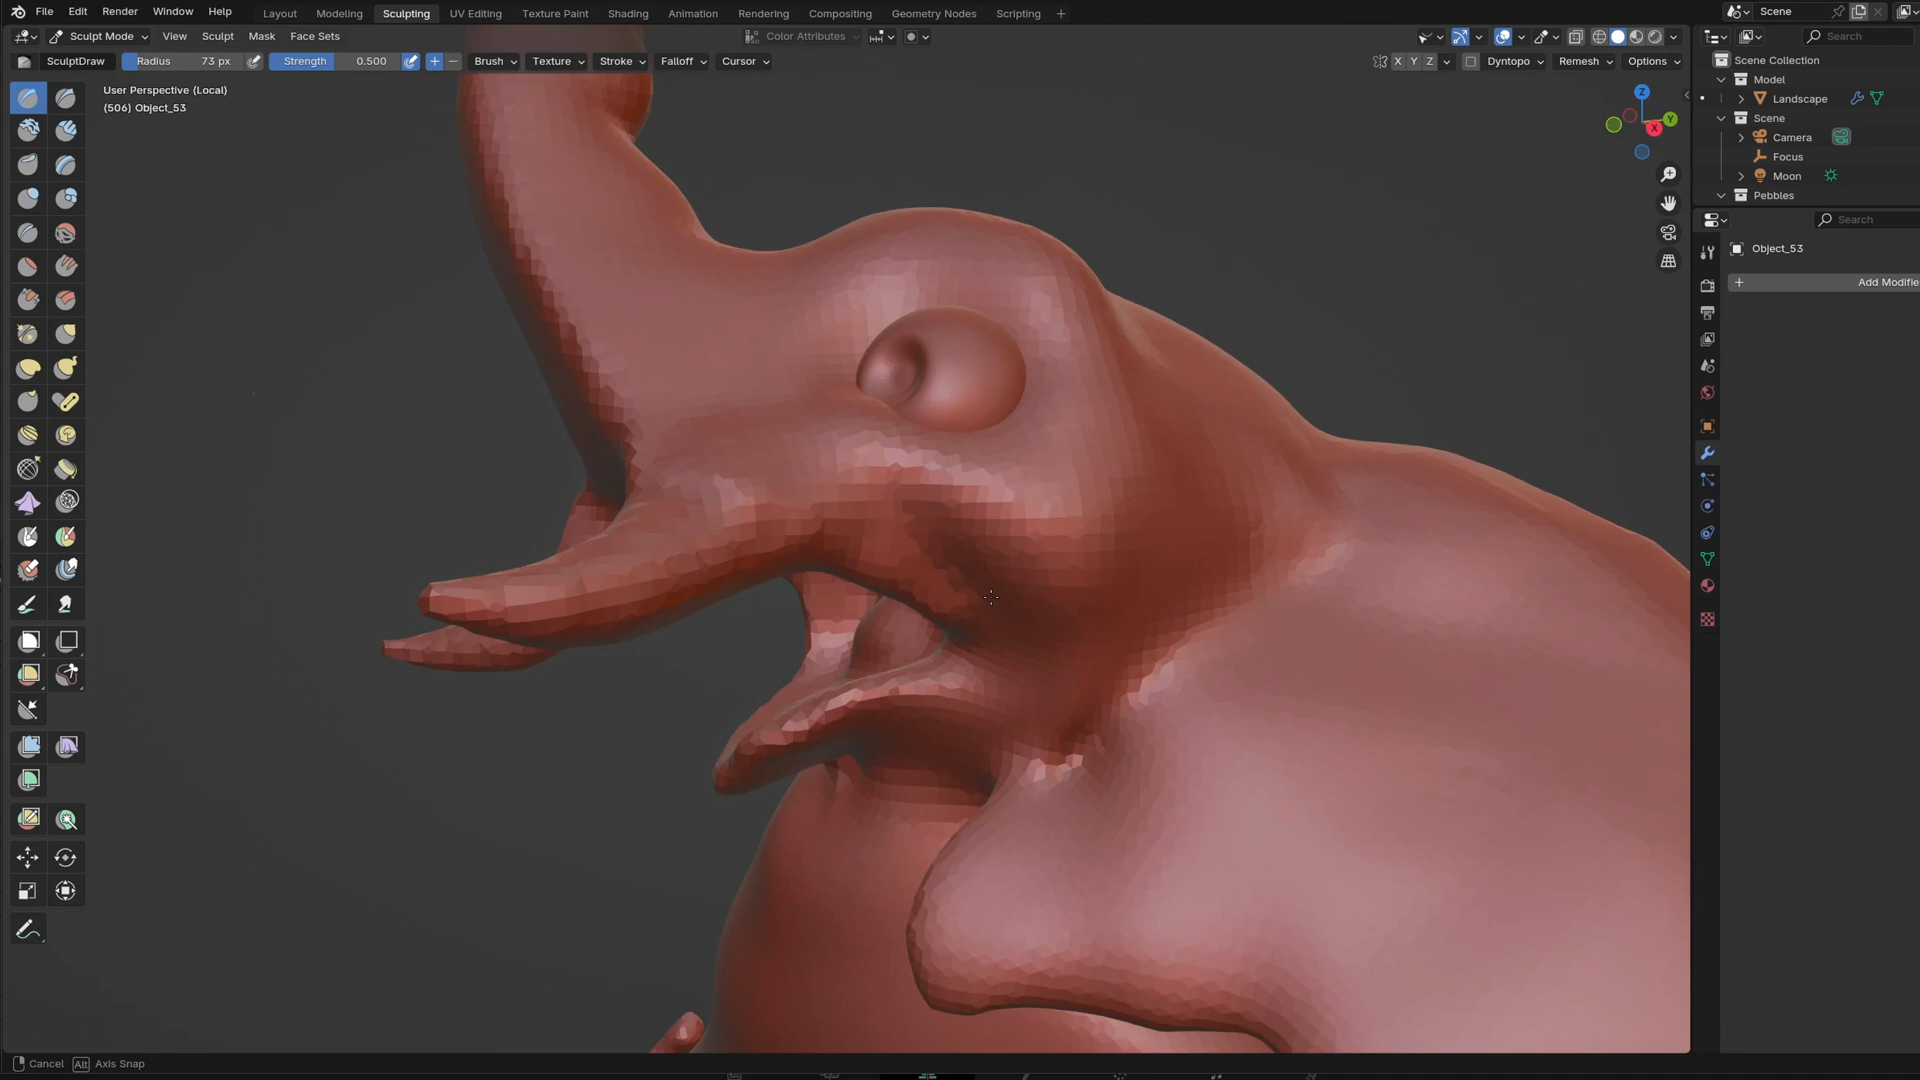 File Edit Render Window Help Layout Modeling Sculpting UV Editing Texture Paint Shading Animation Rendering Compositing Geometry Nodes Scripting + Scene
Sculpt Mode View Sculpt Mask Face Sets Color Attributes Search
SculptDraw Radius 73 px Strength 0.500 Brush Texture Stroke Falloff Cursor X Y Z Dyntopo Remesh Options
Scene Collection
Model
User Perspective (Local)
Landscape
(506) Object_53
Z
Y
X
Scene
Camera
Focus
Moon
Pebbles
Search
Object_53
Add Modifie
Cancel Alt Axis Snap